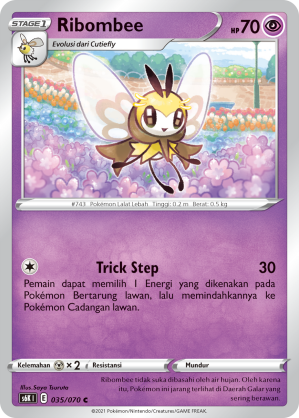 STAGE 1 Ribombee HP 70
Evolusi dari Cutiefly
#743 Pokémon Lalat Lebah Tinggi: 0.2 m Berat: 0.5 kg
Trick Step 30
Pemain dapat memilih 1 Energi yang dikenakan pada
Pokémon Bertarung lawan, lalu memindahkannya ke
Pokémon Cadangan lawan.
Kelemahan ×2 Resistansi Mundur
Illus. Saya Tsuruta
S6K I E 035/070 C
Ribombee tidak suka dibasahi oleh air hujan. Oleh karena
itu Pokémon ini jarang terlihat di Daerah Galar yang
sering berawan.
©2021 Pokémon/Nintendo/Creatures/GAME FREAK